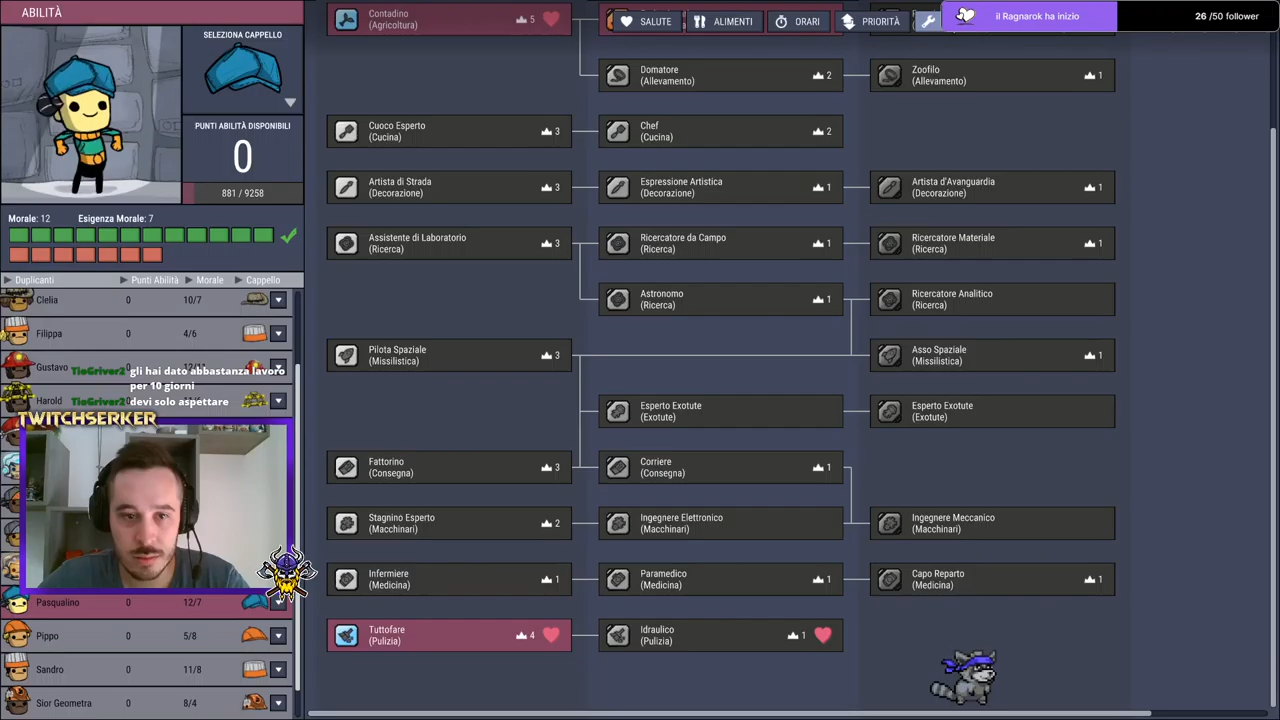 ABILITÀ
SELEZIONA CAPPELLO
PUNTI ABILITÀ DISPONIBILI
0
881 / 9258
Morale: 12 Esigenza Morale: 7
Duplicanti Punti Abilità Morale Cappello
Clelia 0 10/7
Filippa 0 4/6
Gustavo
TioGriver2 gli hai dato abbastanza lavoro
per 10 giorni
Harold
TioGriver2
devi solo aspettare
TWITCHSERKER
Pasqualino 0 12/7
Pippo 0 5/8
Sandro 0 11/8
Sior Geometra 0 8/4
SALUTE ALIMENTI ORARI PRIORITÀ
il Ragnarok ha inizio
26 /50 follower
Contadino
(Agricoltura) 5
Domatore
(Allevamento) 2
Zoofilo
(Allevamento) 1
Cuoco Esperto
(Cucina) 3
Chef
(Cucina) 2
Artista di Strada
(Decorazione) 3
Espressione Artistica
(Decorazione) 1
Artista d'Avanguardia
(Decorazione) 1
Assistente di Laboratorio
(Ricerca) 3
Ricercatore da Campo
(Ricerca) 1
Ricercatore Materiale
(Ricerca) 1
Astronomo
(Ricerca) 1
Ricercatore Analitico
(Ricerca)
Pilota Spaziale
(Missilistica) 3
Asso Spaziale
(Missilistica) 1
Esperto Exotute
(Exotute)
Esperto Exotute
(Exotute)
Fattorino
(Consegna) 3
Corriere
(Consegna) 1
Stagnino Esperto
(Macchinari) 2
Ingegnere Elettronico
(Macchinari)
Ingegnere Meccanico
(Macchinari)
Infermiere
(Medicina) 1
Paramedico
(Medicina) 1
Capo Reparto
(Medicina) 1
Tuttofare
(Pulizia) 4
Idraulico
(Pulizia) 1